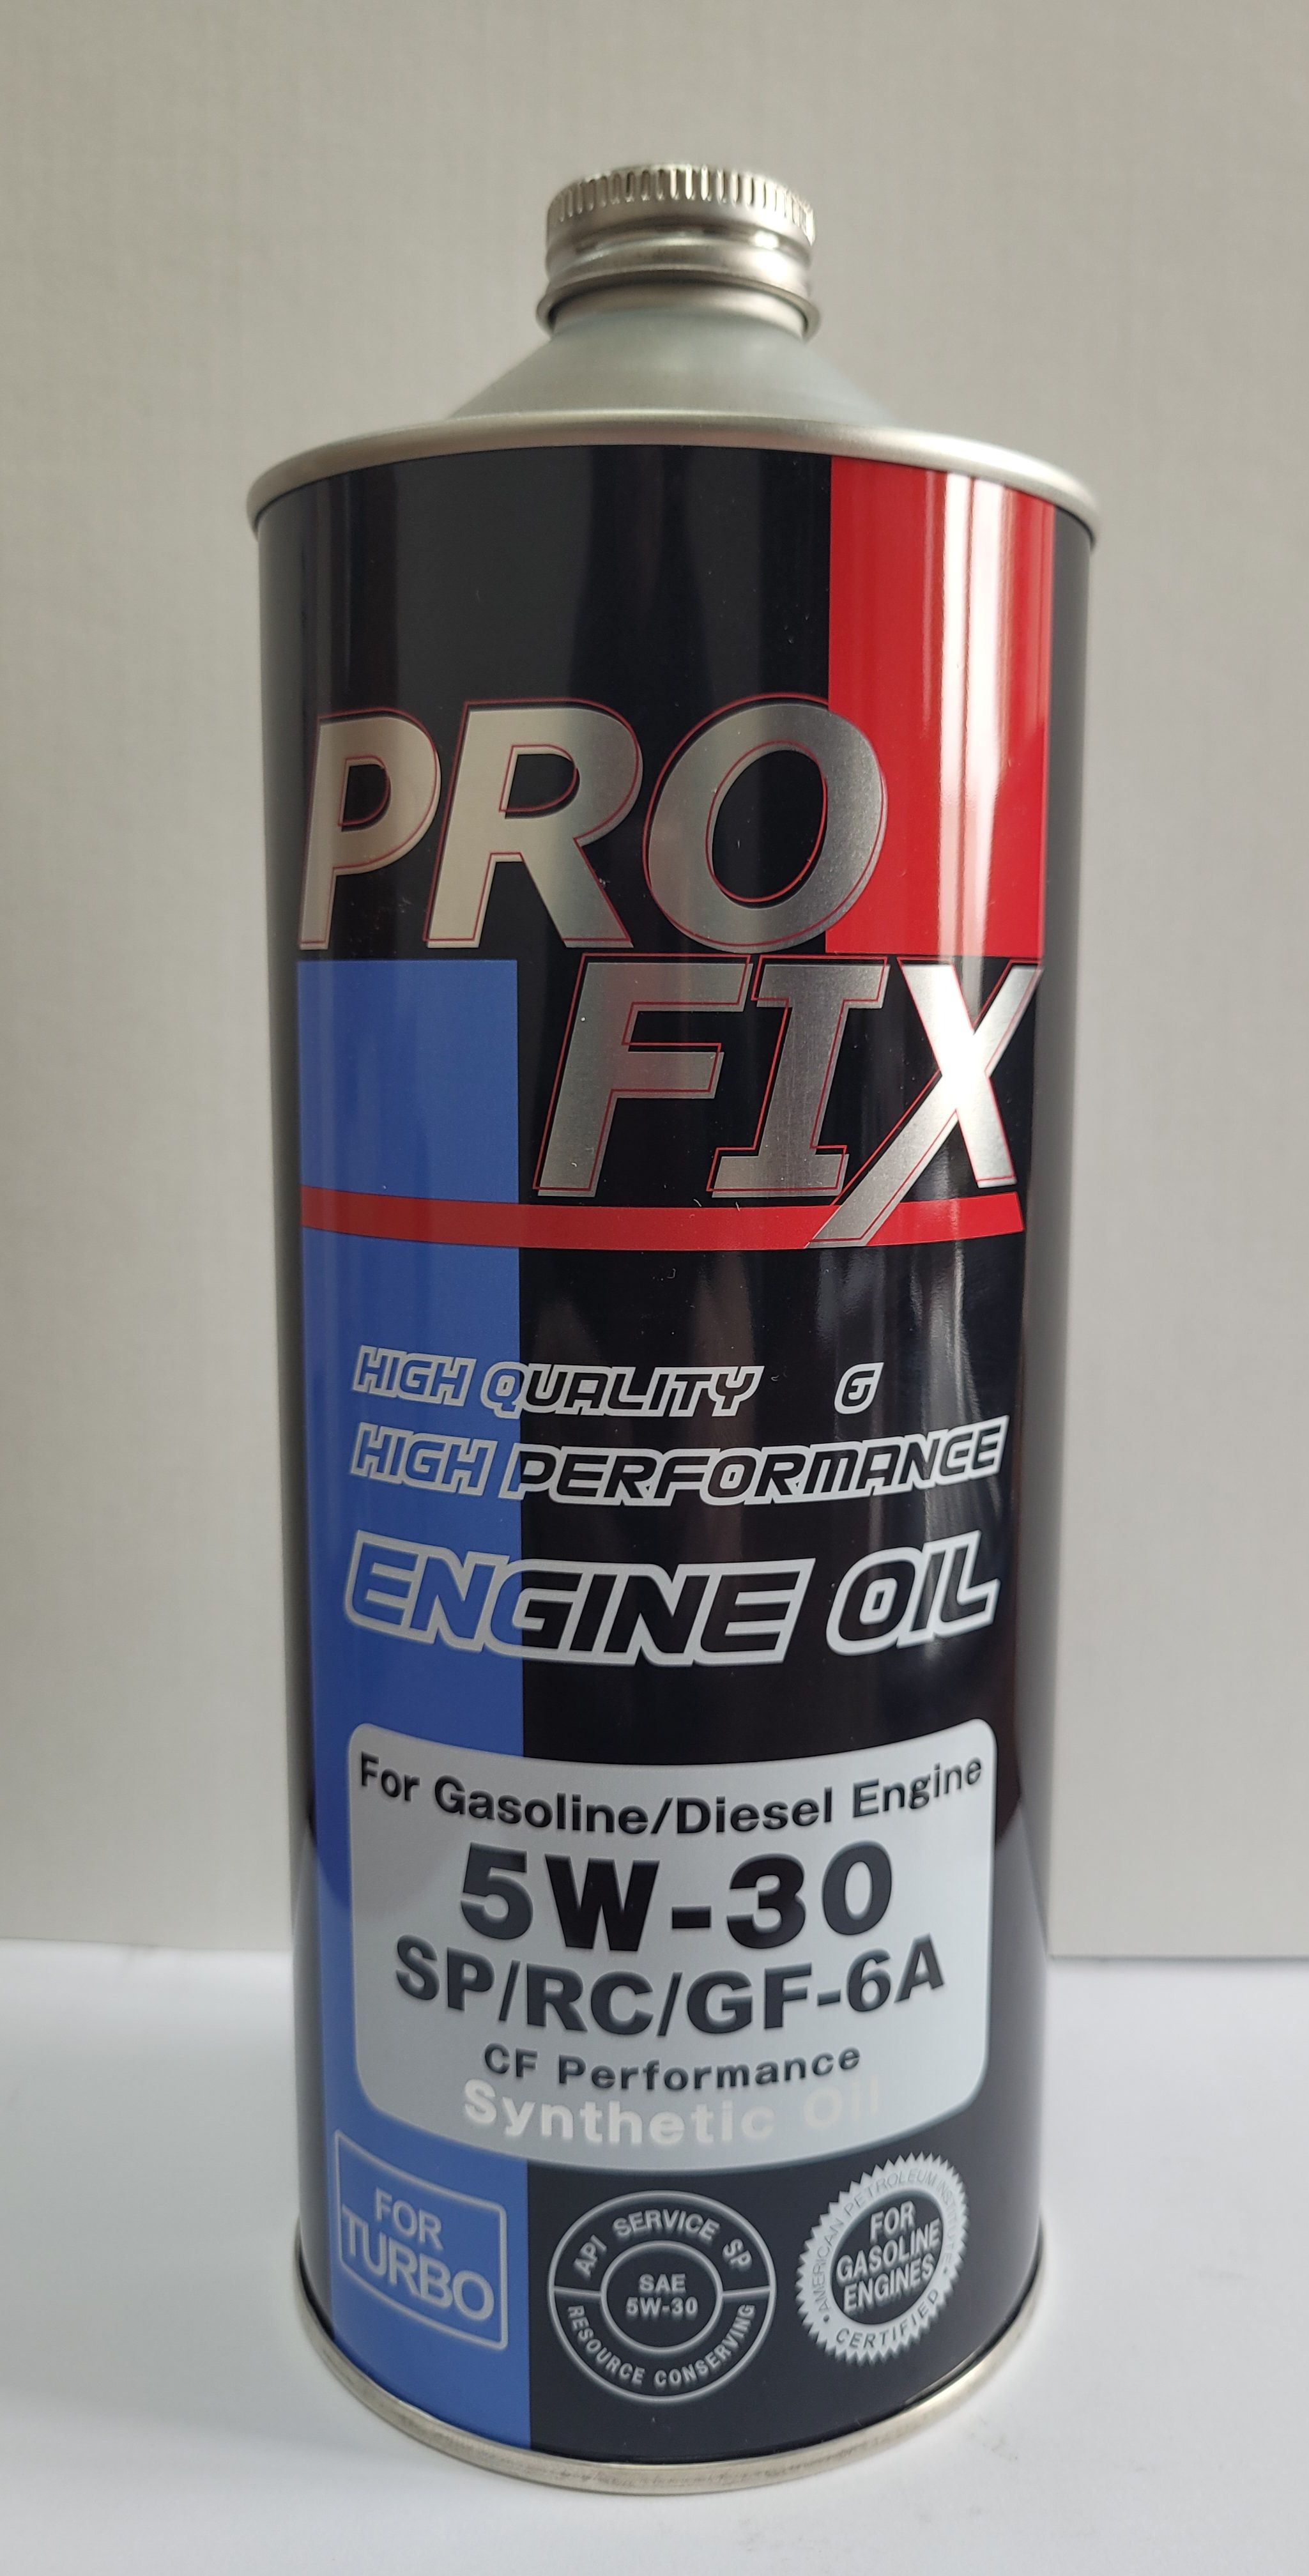 PRO
FIX
HIGH QUALITY &
HIGH PERFORMANCE
ENGINE OIL
For Gasoline/Diesel Engine
5W-30
SP/RC/GF-6A
CF Performance
Synthetic Oil
FOR
TURBO
API SERVICE SP
SAE
5W-30
RESOURCE CONSERVING
AMERICAN PETROLEUM INSTITUTE
FOR
GASOLINE
ENGINES
CERTIFIED